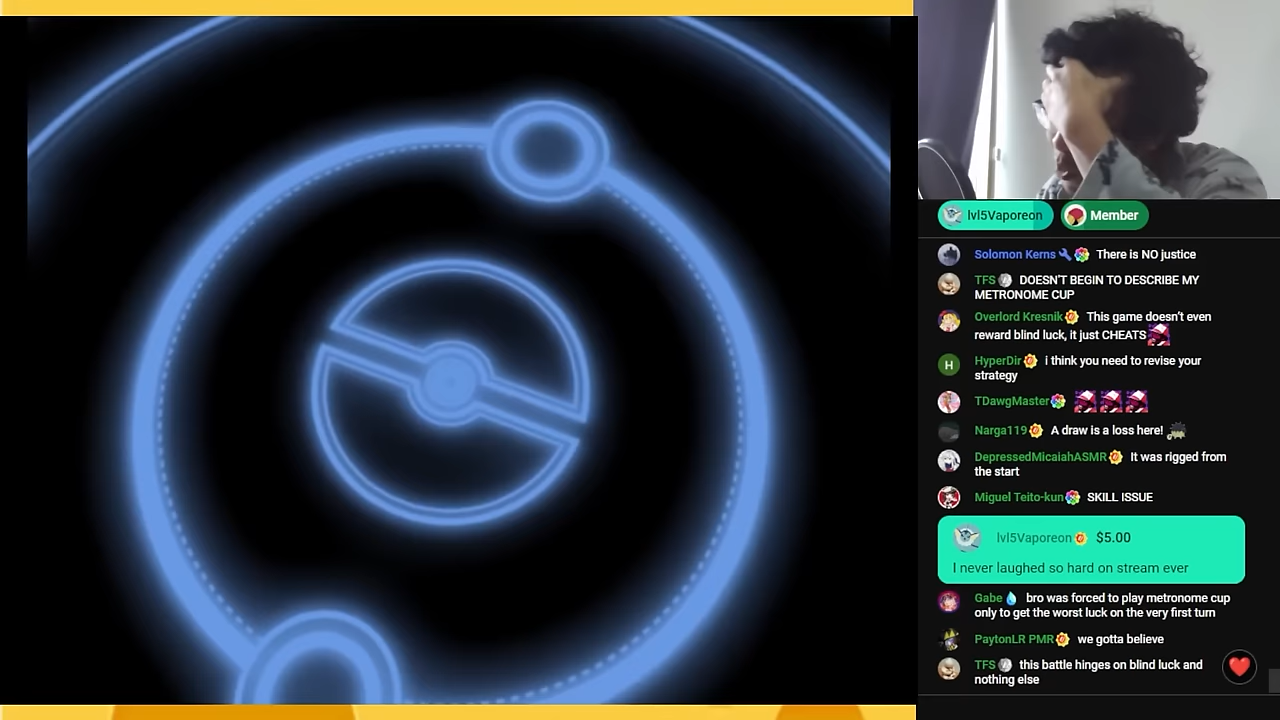 lvl5Vaporeon Member
Solomon Kerns There is NO justice
TFS DOESN'T BEGIN TO DESCRIBE MY
METRONOME CUP
Overlord Kresnik This game doesn't even
reward blind luck, it just CHEATS
H HyperDir i think you need to revise your
strategy
TDawgMaster
Narga119 A draw is a loss here!
DepressedMicaiahASMR It was rigged from
the start
Miguel Teito-kun SKILL ISSUE
lvl5Vaporeon $5.00
I never laughed so hard on stream ever
Gabe bro was forced to play metronome cup
only to get the worst luck on the very first turn
PaytonLR PMR we gotta believe
TFS this battle hinges on blind luck and
nothing else